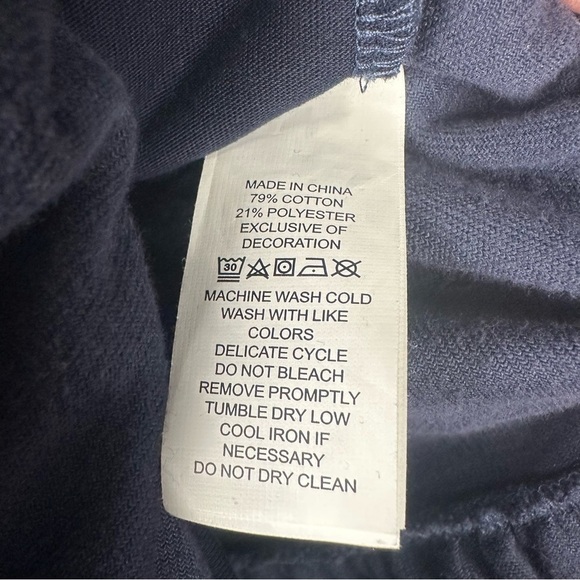 MADE IN CHINA
79% COTTON
21% POLYESTER
EXCLUSIVE OF
DECORATION
30
MACHINE WASH COLD
WASH WITH LIKE
COLORS
DELICATE CYCLE
DO NOT BLEACH
REMOVE PROMPTLY
TUMBLE DRY LOW
COOL IRON IF
NECESSARY
DO NOT DRY CLEAN